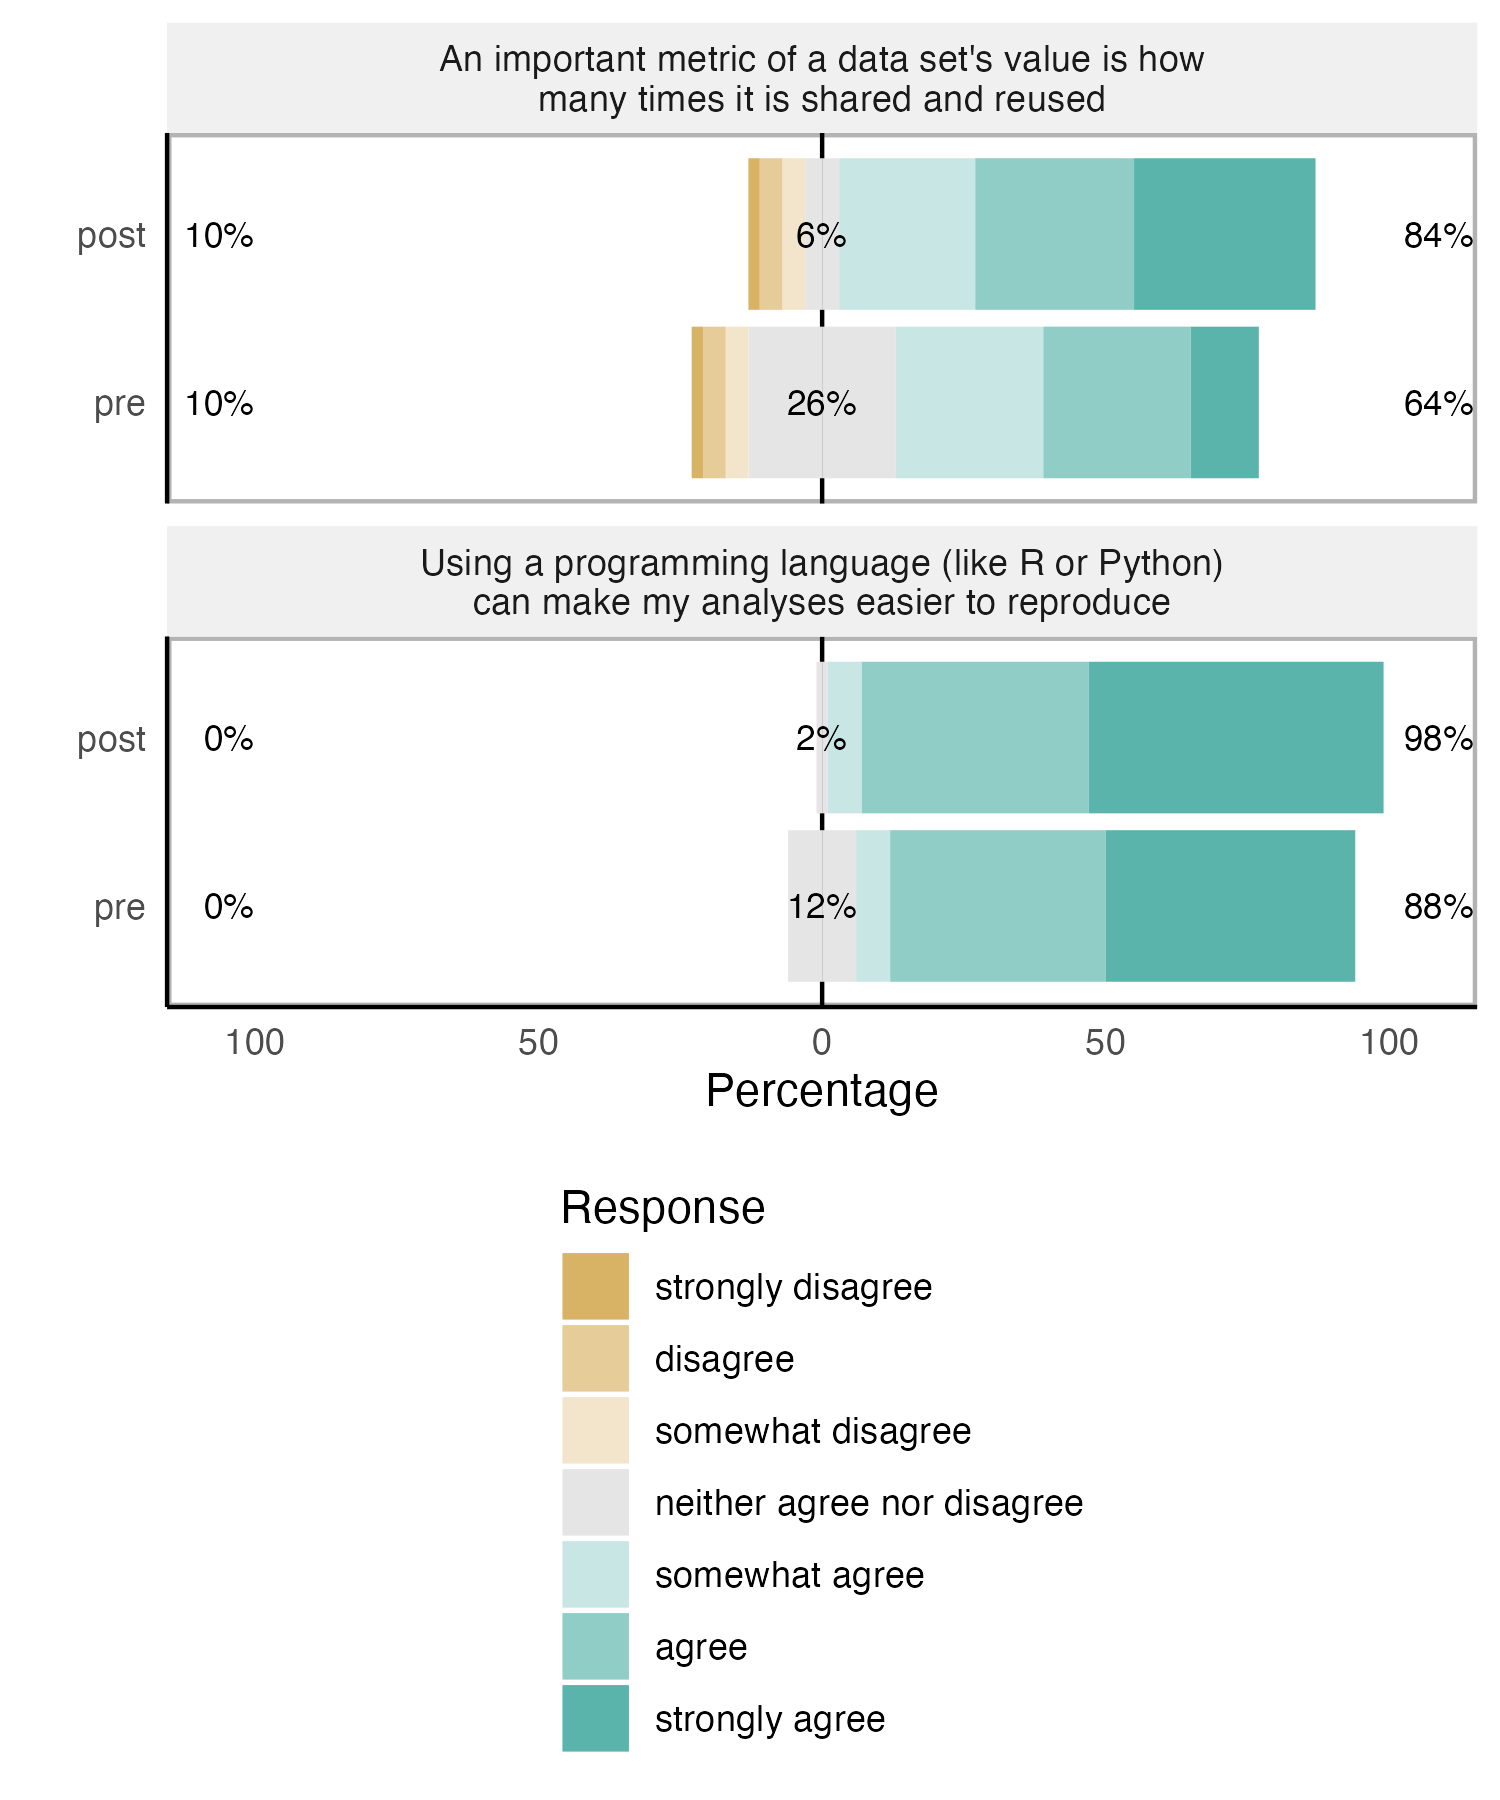 An important metric of a data set's value is how
many times it is shared and reused
post 10% 6% 84%
pre 10% 26% 64%
Using a programming language (like R or Python)
can make my analyses easier to reproduce
post 0% 2% 98%
pre 0% 12% 88%
100 50 0 50 100
Percentage
Response
strongly disagree
disagree
somewhat disagree
neither agree nor disagree
somewhat agree
agree
strongly agree